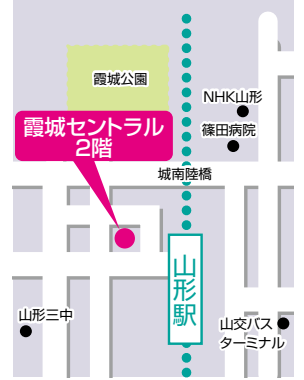 霞城公園
NHK山形
霞城セントラル
2階
篠田病院
城南陸橋
山形駅
山形三中
山交バス
ターミナル